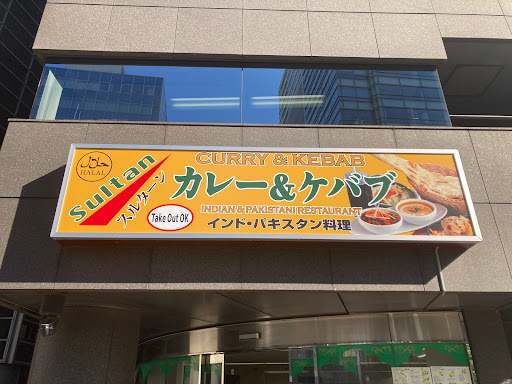 حلال
HALAL
Sultan
スルターン
Take Out OK
CURRY & KEBAB
カレー&ケバブ
INDIAN & PAKISTANI RESTAURANT
インド・パキスタン料理